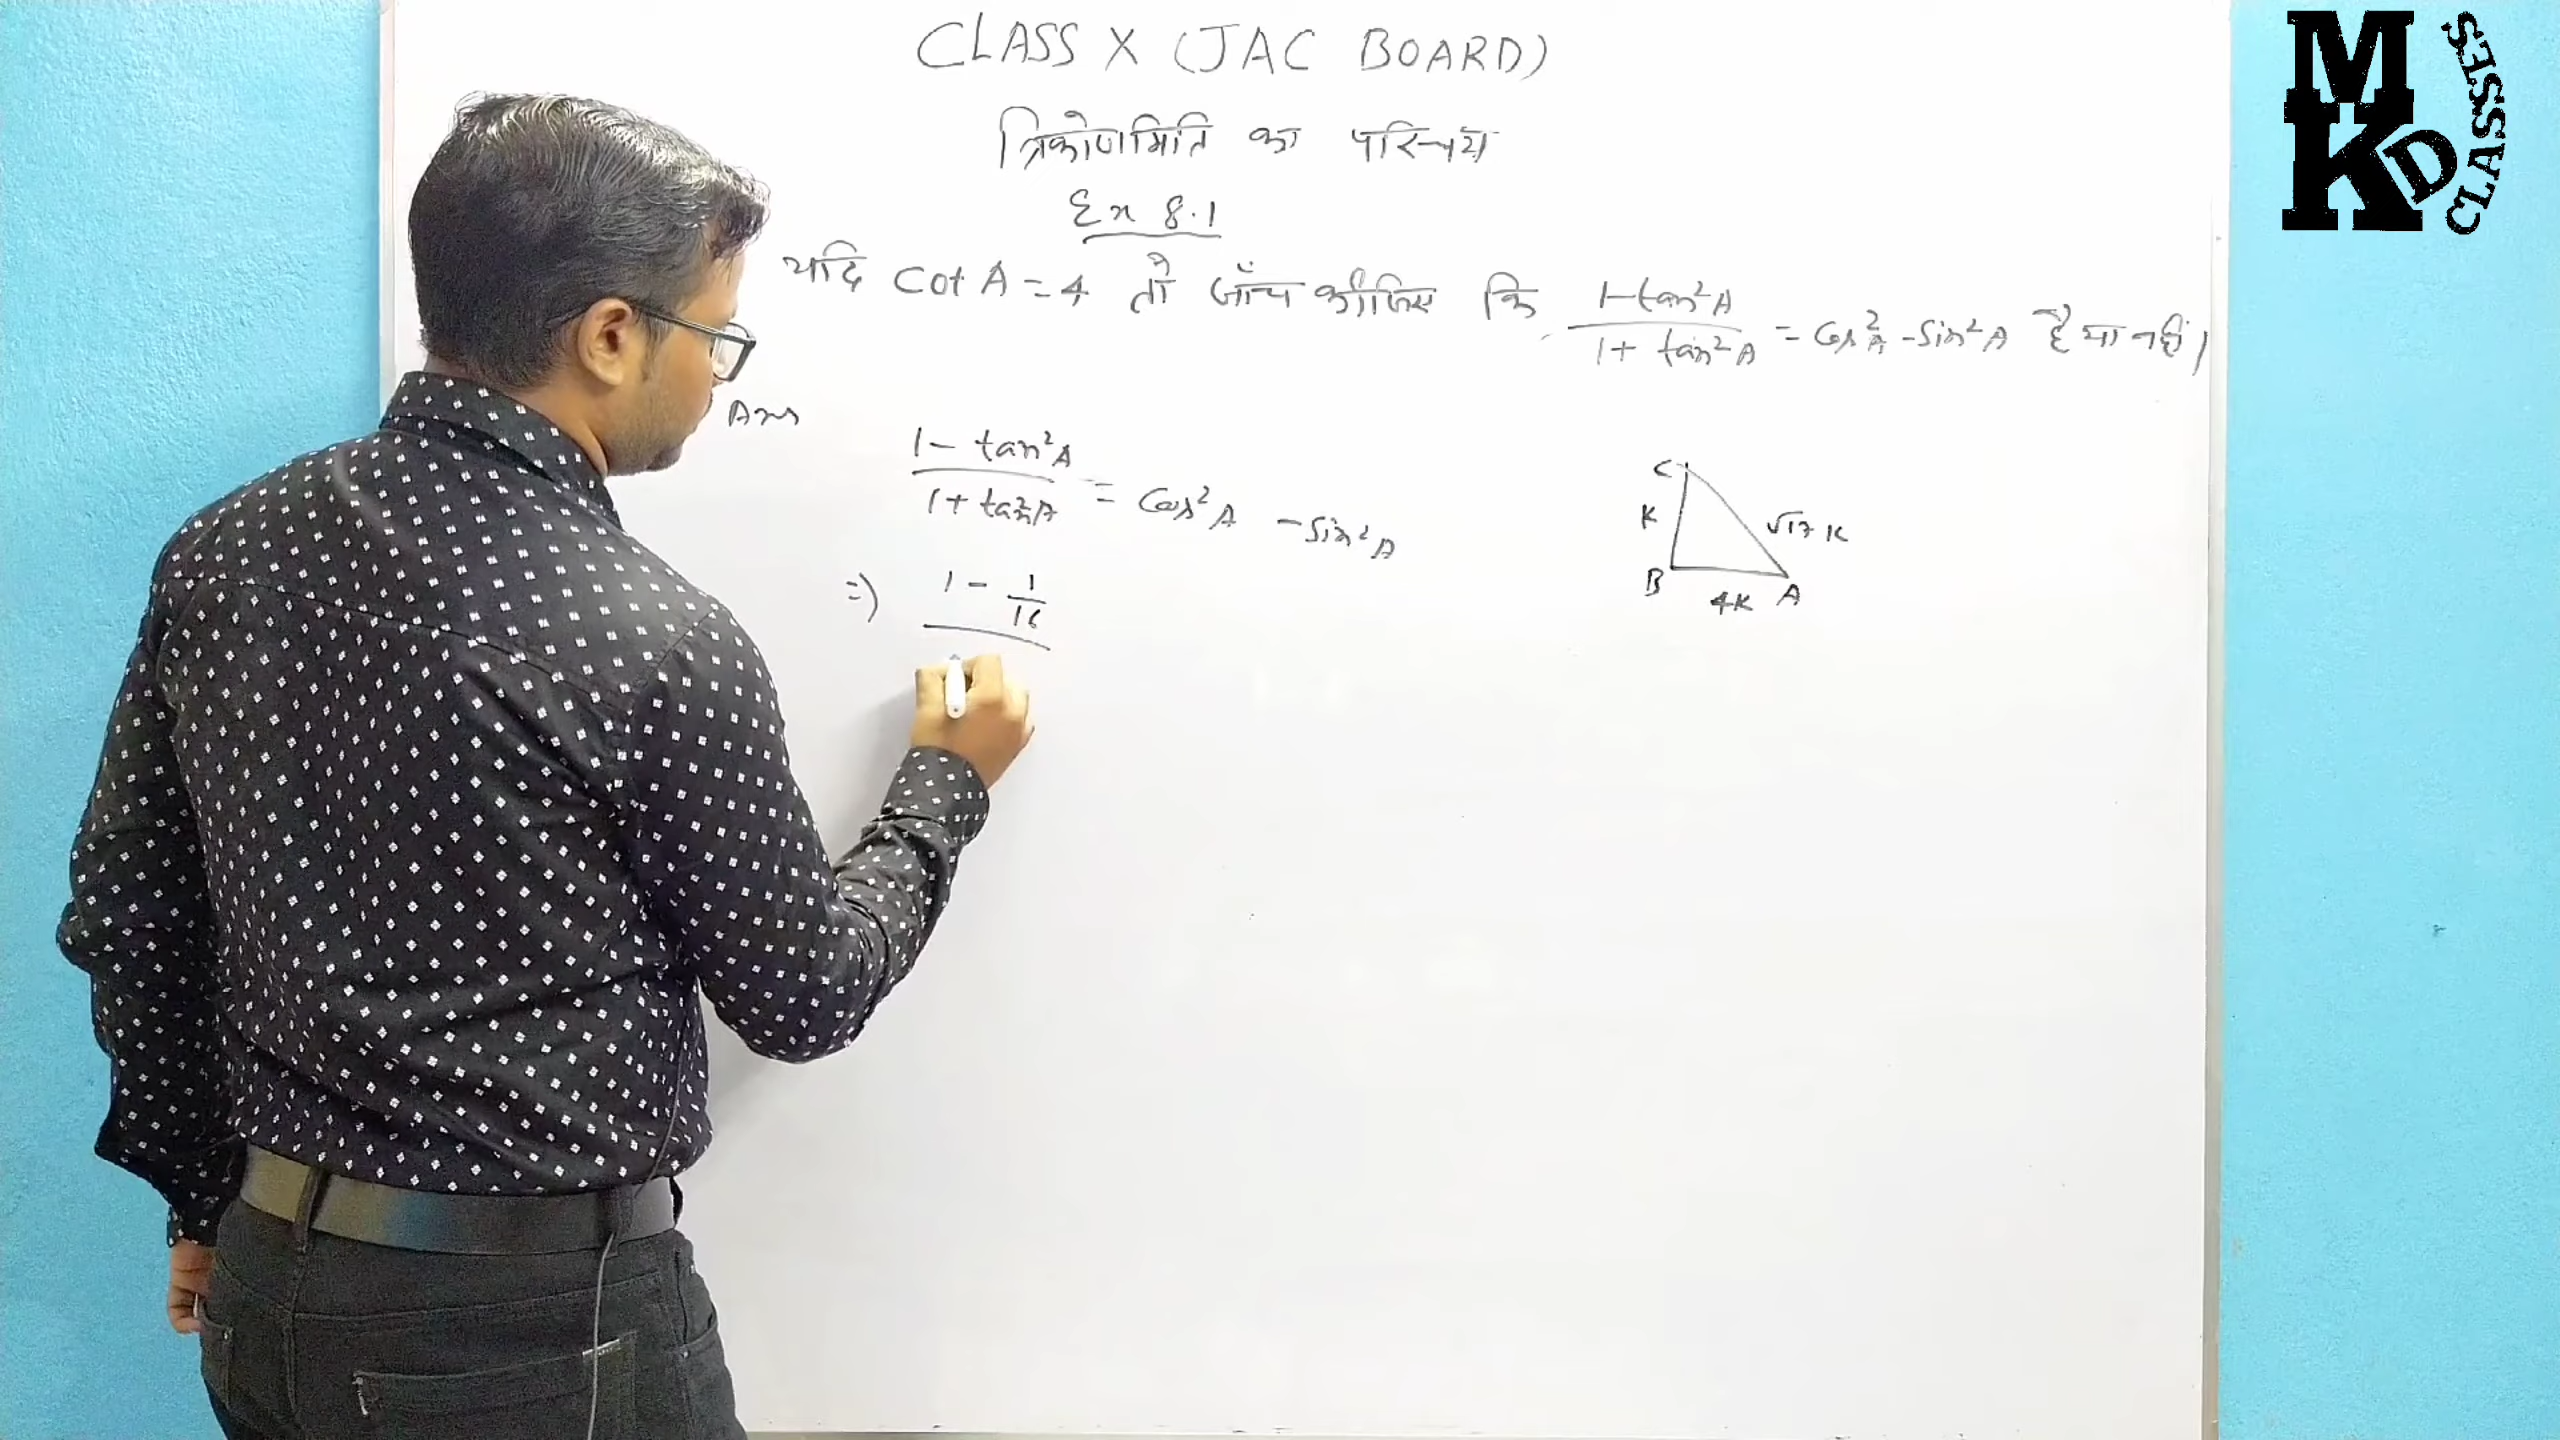 CLASS X (JAC BOARD)
त्रिकोणमिति का परिचय
Ex 8.1
यदि Cot A = 4 तो जाँच कीजिए कि (1-tan²A)/(1+tan²A) = Cos²A - Sin²A है या नहीं।
Ans
(1 - tan²A)/(1 + tan²A) = Cos²A - Sin²A
=) 1 - 1/16
C
K √17 K
B 4K A
MKD CLASSES